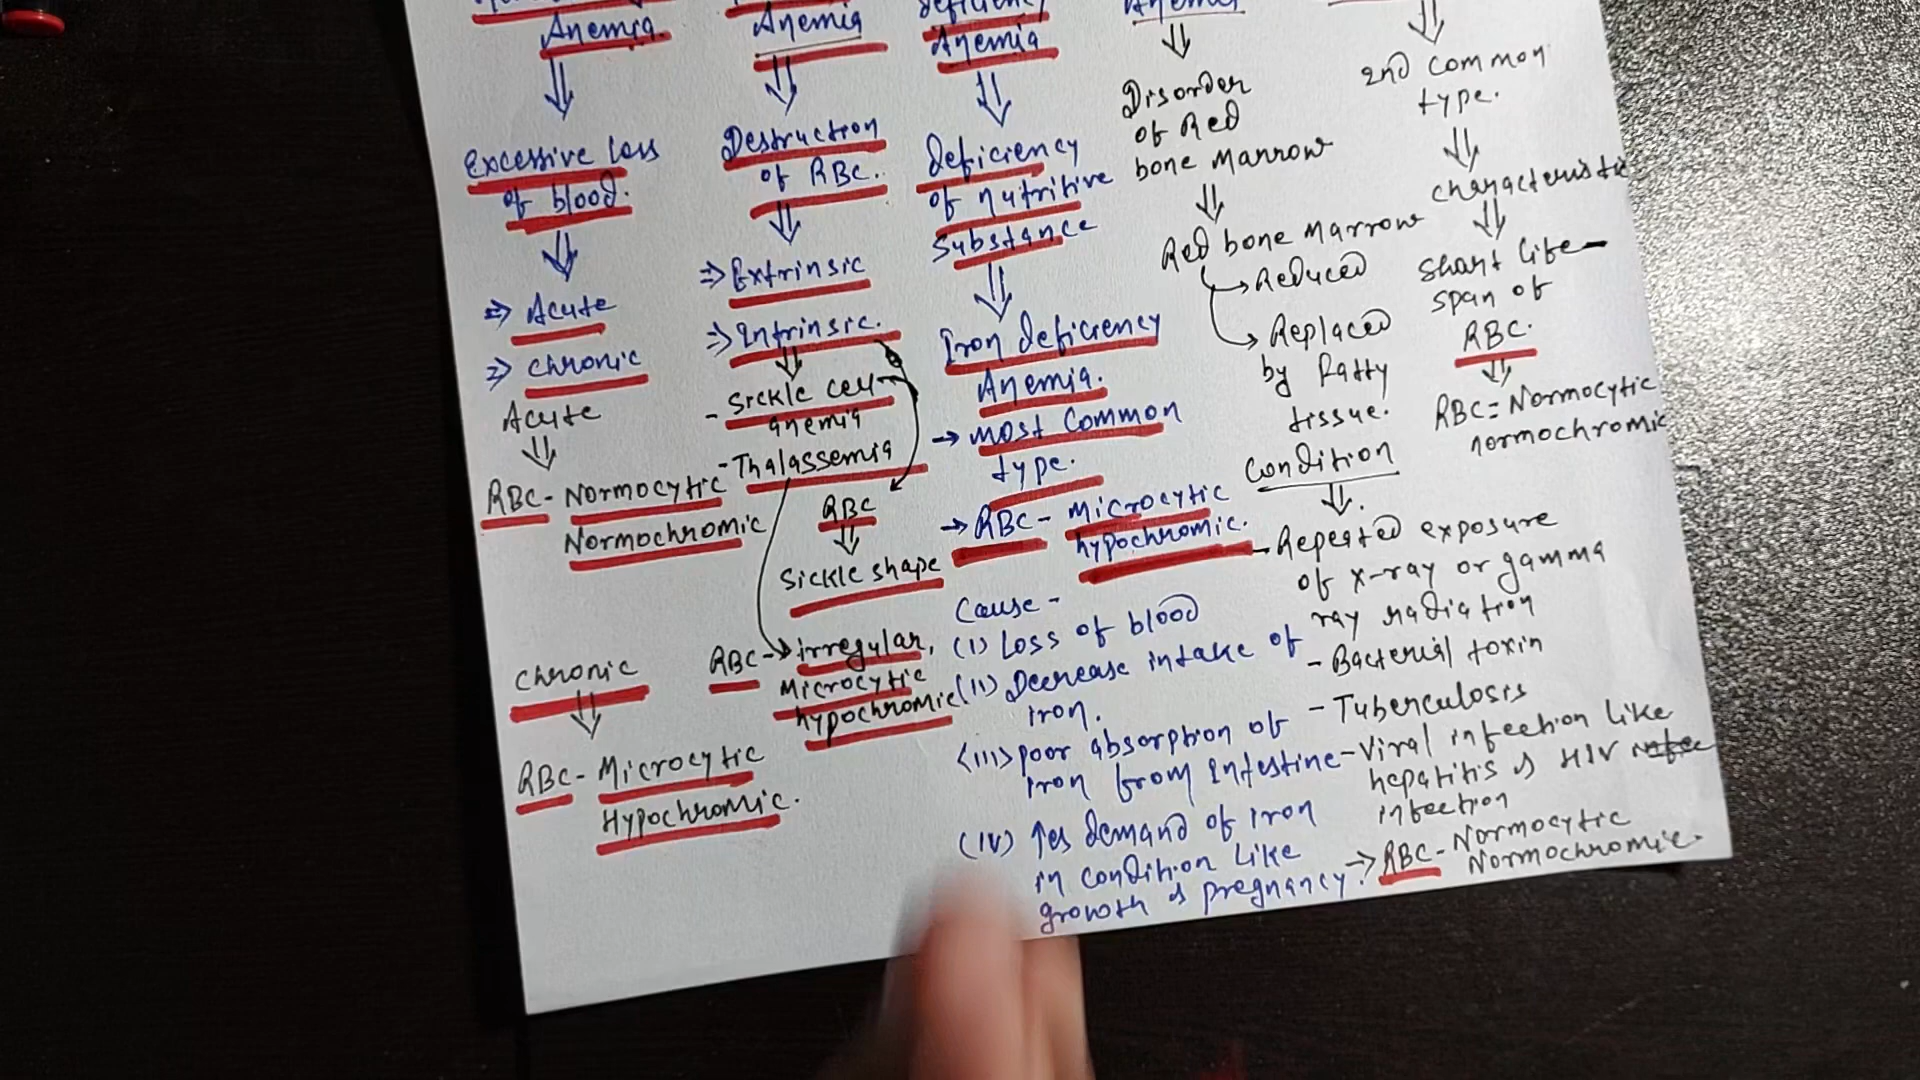 Anemia
Excessive loss
of blood.
⇒ Acute
⇒ chronic
Acute
RBC - Normocytic
Normochromic
chronic
RBC - Microcytic
Hypochromic.
Anemia
Destruction
of RBC.
⇒ Extrinsic
⇒ Intrinsic.
- Sickle cell
anemia
- Thalassemia
RBC
Sickle shape
RBC → irregular,
Microcytic
hypochromic
deficiency
Anemia
deficiency
of nutritive
Substance
Iron deficiency
Anemia.
→ most common
type.
→ RBC - Microcytic
hypochromic.
Cause -
(i) Loss of blood
(ii) Decrease intake of
iron.
(iii) poor absorption of
iron from intestine
(iv) ↑es demand of iron
in condition like
growth & pregnancy.
Anemia
Disorder
of Red
bone Marrow
Red bone Marrow
→ Reduced
→ Replaced
by Fatty
tissue.
Condition
- Repeated exposure
of x-ray or gamma
ray radiation
- Bacterial toxin
- Tuberculosis
- Viral infection like
hepatitis & HIV
infection
→ RBC - Normocytic
Normochromic.
2nd common
type.
characteristic
short life-
span of
RBC.
RBC = Normocytic
normochromic